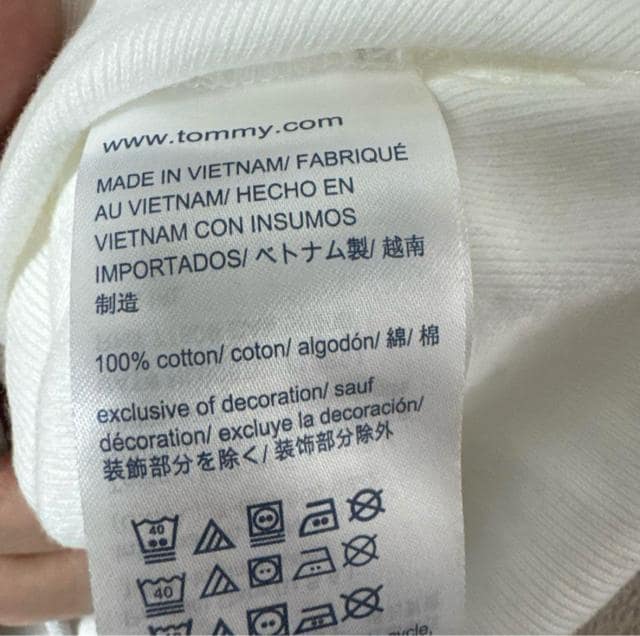 www.tommy.com
MADE IN VIETNAM/ FABRIQUÉ
AU VIETNAM/ HECHO EN
VIETNAM CON INSUMOS
IMPORTADOS/ ベトナム製/ 越南
制造
100% cotton/ coton/ algodón/ 綿/ 棉
exclusive of decoration/ sauf
décoration/ excluye la decoración/
装飾部分を除く/ 装饰部分除外
40
40
cycle,